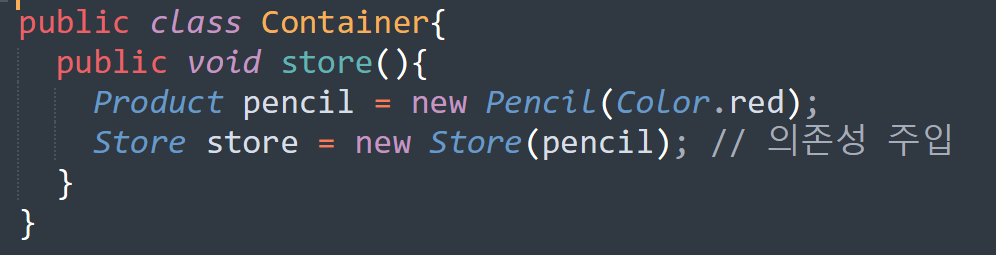 public class Container{
public void store(){
Product pencil = new Pencil(Color.red);
Store store = new Store(pencil); // 의존성 주입
}
}